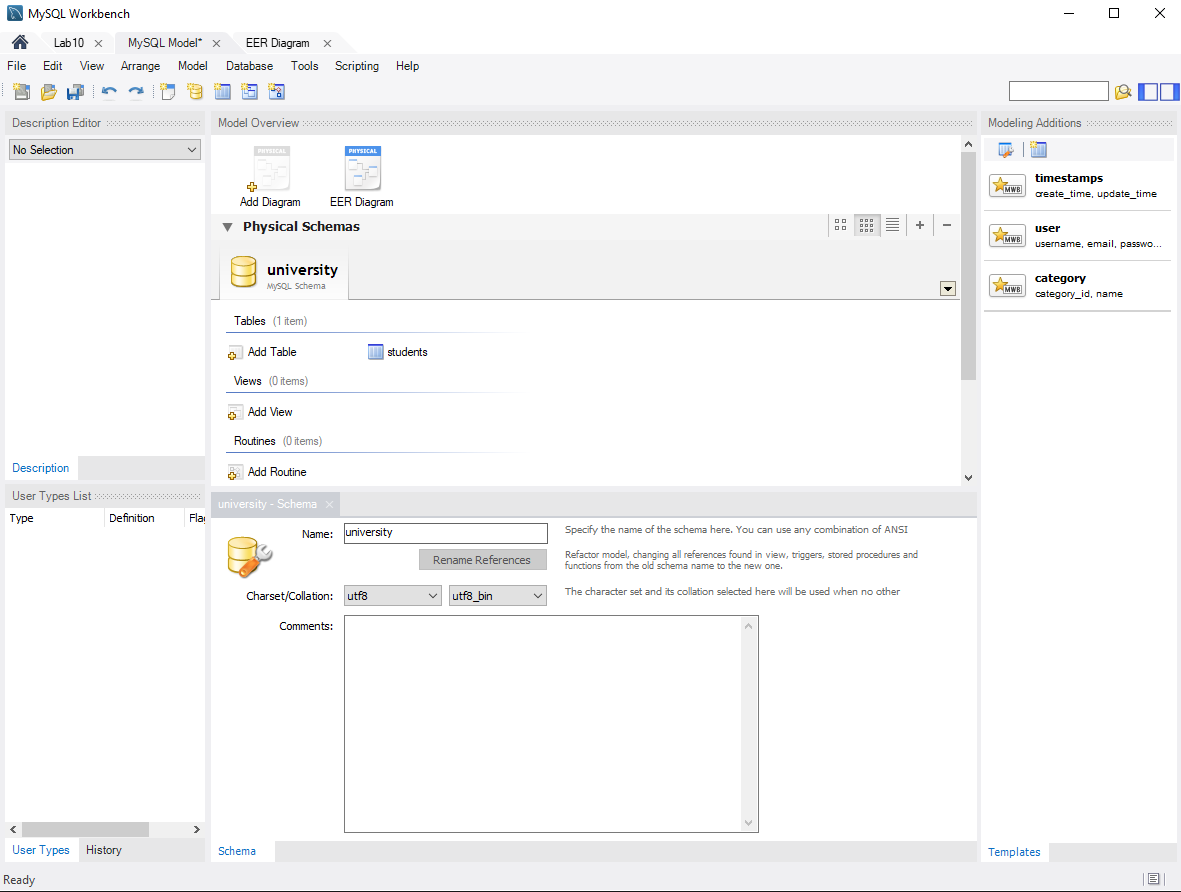 MySQL Workbench
Lab10
MySQL Model*
EER Diagram
File Edit View Arrange Model Database Tools Scripting Help
Description Editor
No Selection
Description
User Types List
Type Definition Flag
User Types History
Model Overview
PHYSICAL
Add Diagram
PHYSICAL
EER Diagram
Physical Schemas
university
MySQL Schema
Tables (1 item)
Add Table students
Views (0 items)
Add View
Routines (0 items)
Add Routine
university - Schema
Name: university
Specify the name of the schema here. You can use any combination of ANSI
Rename References
Refactor model, changing all references found in view, triggers, stored procedures and
functions from the old schema name to the new one.
Charset/Collation: utf8 utf8_bin
The character set and its collation selected here will be used when no other
Comments:
Schema
Modeling Additions
MWB
timestamps
create_time, update_time
MWB
user
username, email, passwo...
MWB
category
category_id, name
Templates
Ready